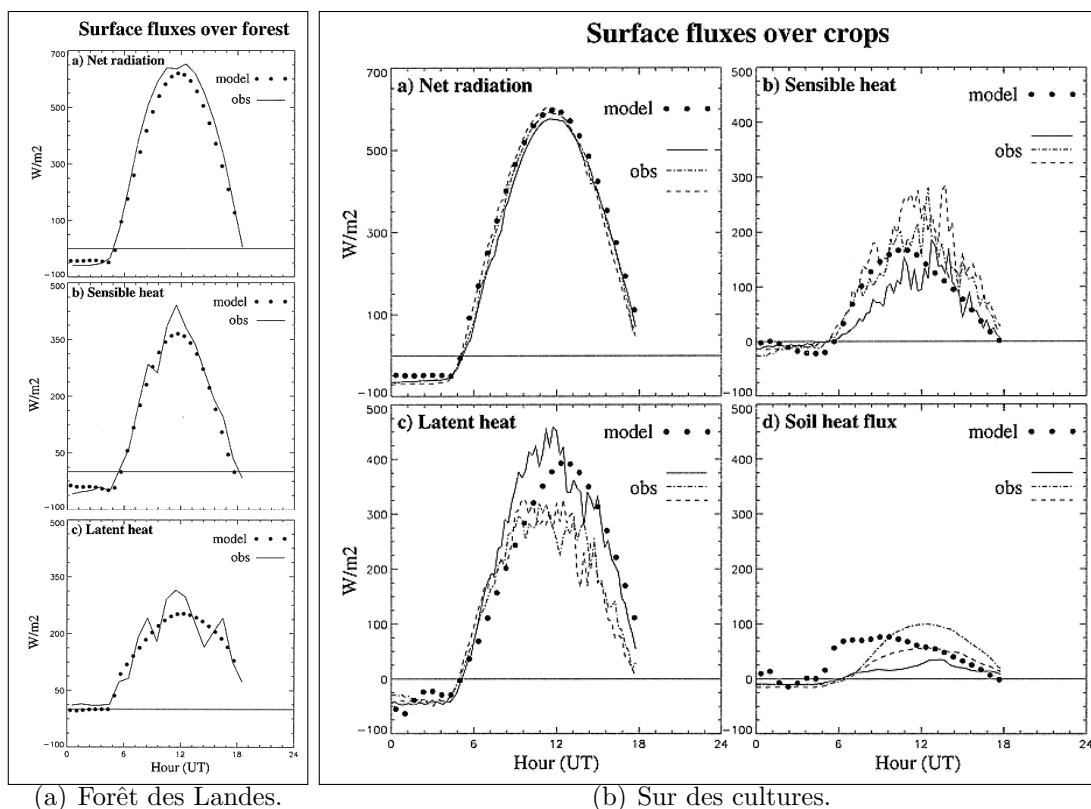 Surface fluxes over forest
a) Net radiation
model
obs
700
500
300
100
−100
W/m2
b) Sensible heat
model
obs
500
350
200
50
−100
W/m2
c) Latent heat
model
obs
500
350
200
50
−100
W/m2
0 6 12 18 24
Hour (UT)
(a) Forêt des Landes.
Surface fluxes over crops
a) Net radiation
model
obs
700
500
300
100
−100
W/m2
b) Sensible heat
model
obs
500
400
300
200
100
0
−100
c) Latent heat
model
obs
500
400
300
200
100
0
−100
W/m2
0 6 12 18 24
Hour (UT)
d) Soil heat flux
model
obs
500
400
300
200
100
0
−100
0 6 12 18 24
Hour (UT)
(b) Sur des cultures.